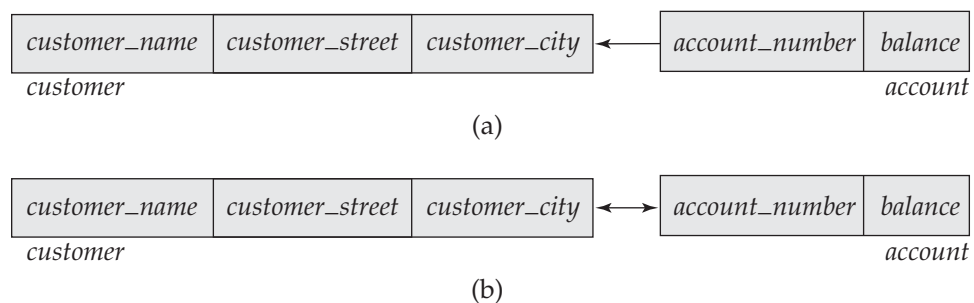 customer_name customer_street customer_city account_number balance
customer account
(a)
customer_name customer_street customer_city account_number balance
customer account
(b)